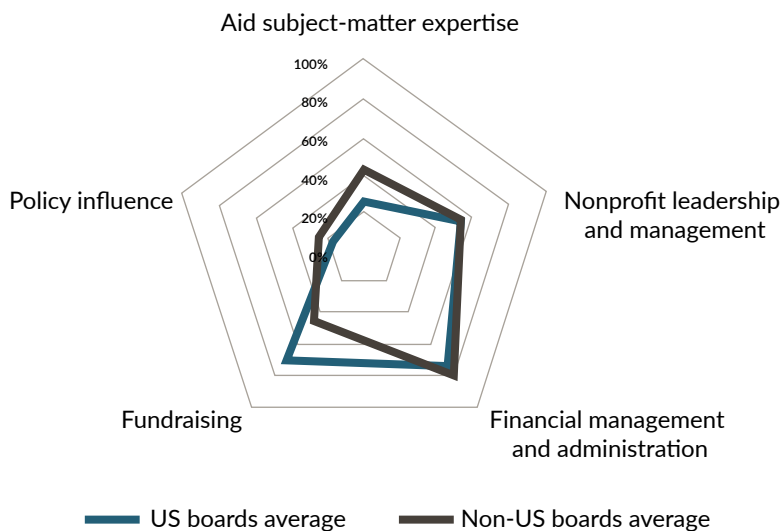 Aid subject-matter expertise
100%
80%
60%
40%
20%
0%
Policy influence
Nonprofit leadership
and management
Fundraising
Financial management
and administration
US boards average
Non-US boards average